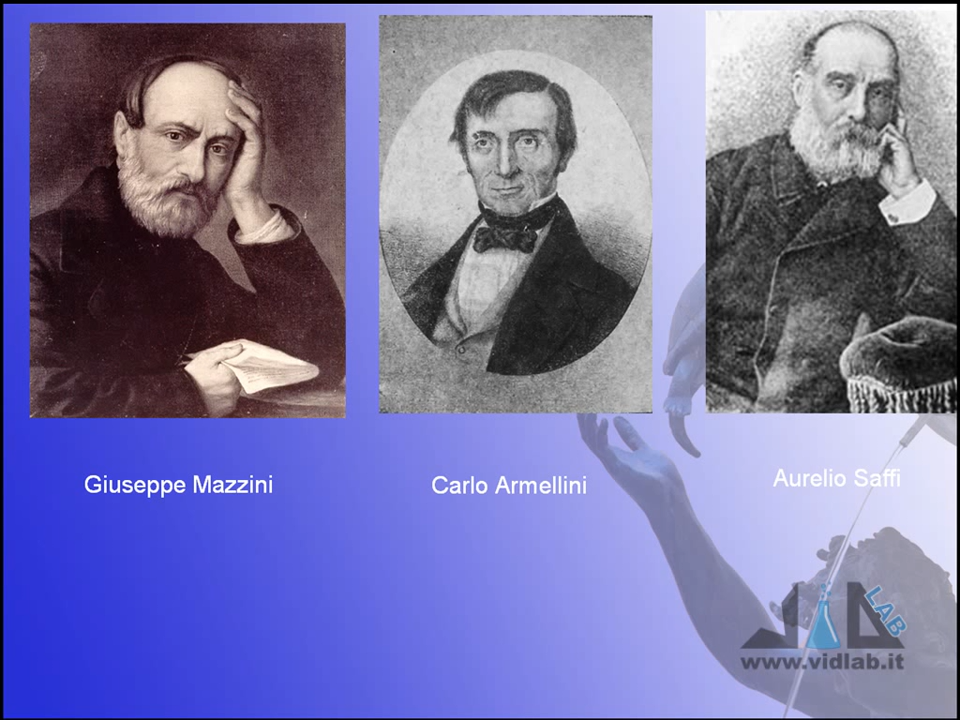 Giuseppe Mazzini
Carlo Armellini
Aurelio Saffi
LAB
www.vidlab.it